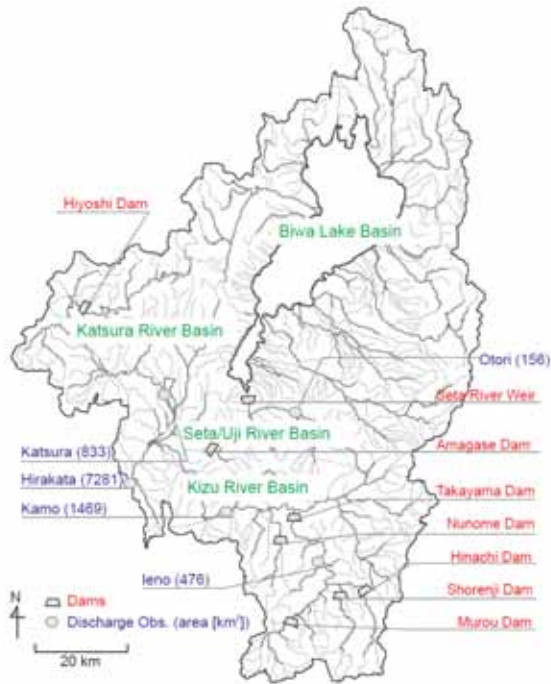 Hiyoshi Dam
Biwa Lake Basin
Katsura River Basin
Otori (156)
Seta River Weir
Seta/Uji River Basin
Katsura (833)
Amagase Dam
Hirakata (7281)
Kizu River Basin
Takayama Dam
Kamo (1469)
Nunome Dam
Hinachi Dam
Ieno (476)
Shorenji Dam
N
Dams
Discharge Obs. (area [km²])
Murou Dam
20 km